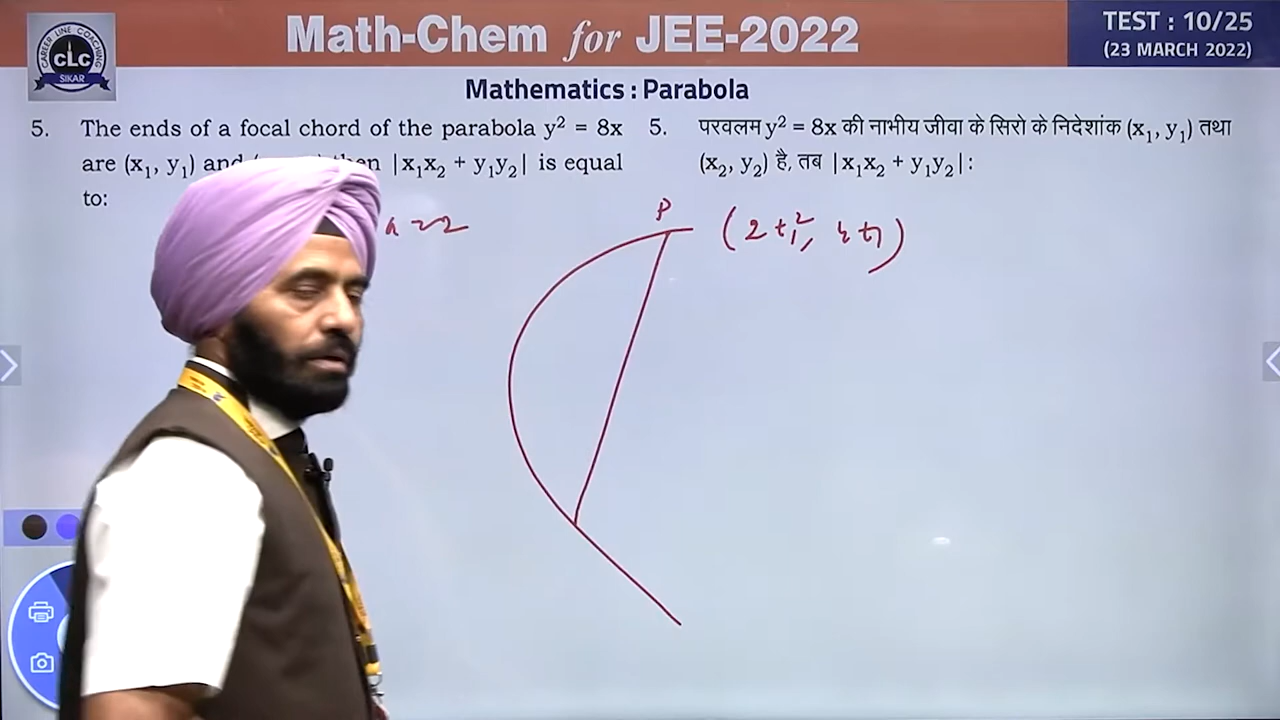 CAREER LINE COACHING
CLC
SIKAR
Math-Chem for JEE-2022
TEST : 10/25
(23 MARCH 2022)
Mathematics : Parabola
5. The ends of a focal chord of the parabola y² = 8x
are (x₁, y₁) and then |x₁x₂ + y₁y₂| is equal
to:
5. परवलम y² = 8x की नाभीय जीवा के सिरो के निदेशांक (x₁, y₁) तथा
(x₂, y₂) है, तब |x₁x₂ + y₁y₂| :
a = 2
P
(2t₁², 4t₁)